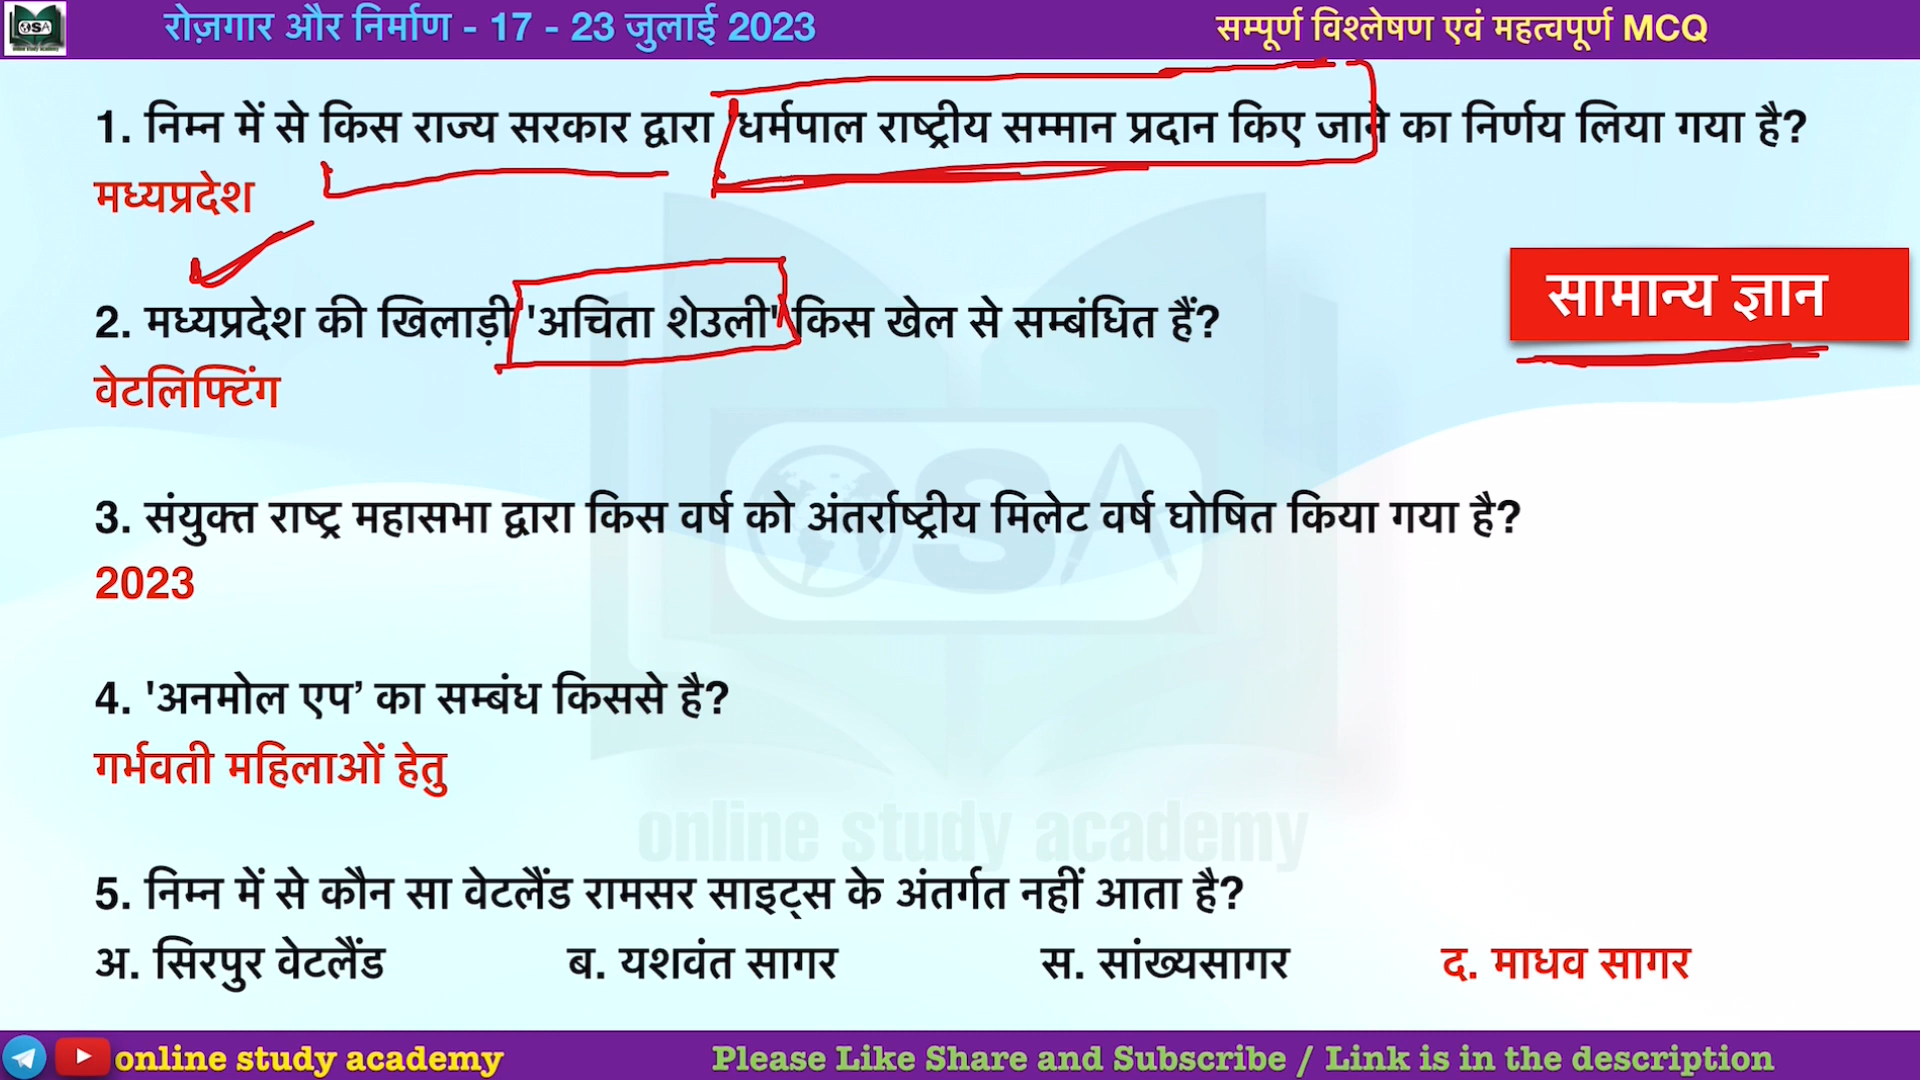 OSA
online study academy
रोज़गार और निर्माण - 17 - 23 जुलाई 2023
सम्पूर्ण विश्लेषण एवं महत्वपूर्ण MCQ
1. निम्न में से किस राज्य सरकार द्वारा 'धर्मपाल राष्ट्रीय सम्मान प्रदान किए जाने का निर्णय लिया गया है?
मध्यप्रदेश
सामान्य ज्ञान
2. मध्यप्रदेश की खिलाड़ी 'अचिता शेउली' किस खेल से सम्बंधित हैं?
वेटलिफ्टिंग
3. संयुक्त राष्ट्र महासभा द्वारा किस वर्ष को अंतर्राष्ट्रीय मिलेट वर्ष घोषित किया गया है?
2023
OSA
4. 'अनमोल एप’ का सम्बंध किससे है?
गर्भवती महिलाओं हेतु
online study academy
5. निम्न में से कौन सा वेटलैंड रामसर साइट्स के अंतर्गत नहीं आता है?
अ. सिरपुर वेटलैंड ब. यशवंत सागर स. सांख्यसागर द. माधव सागर
online study academy
Please Like Share and Subscribe / Link is in the description